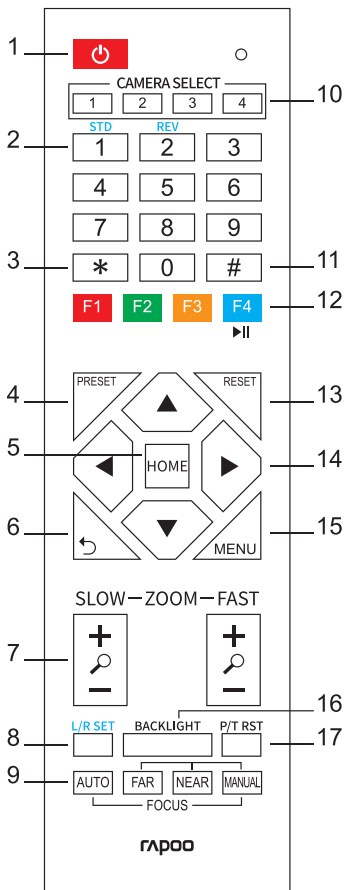 1
CAMERA SELECT
1 2 3 4
10
STD REV
2
1 2 3
4 5 6
7 8 9
3
* 0 #
11
F1 F2 F3 F4
12
PRESET RESET
4
13
5
HOME
14
6
MENU
15
SLOW — ZOOM — FAST
+ +
7
− −
16
L/R SET BACKLIGHT P/T RST
8
17
9
AUTO FAR NEAR MANUAL
FOCUS
rapoo